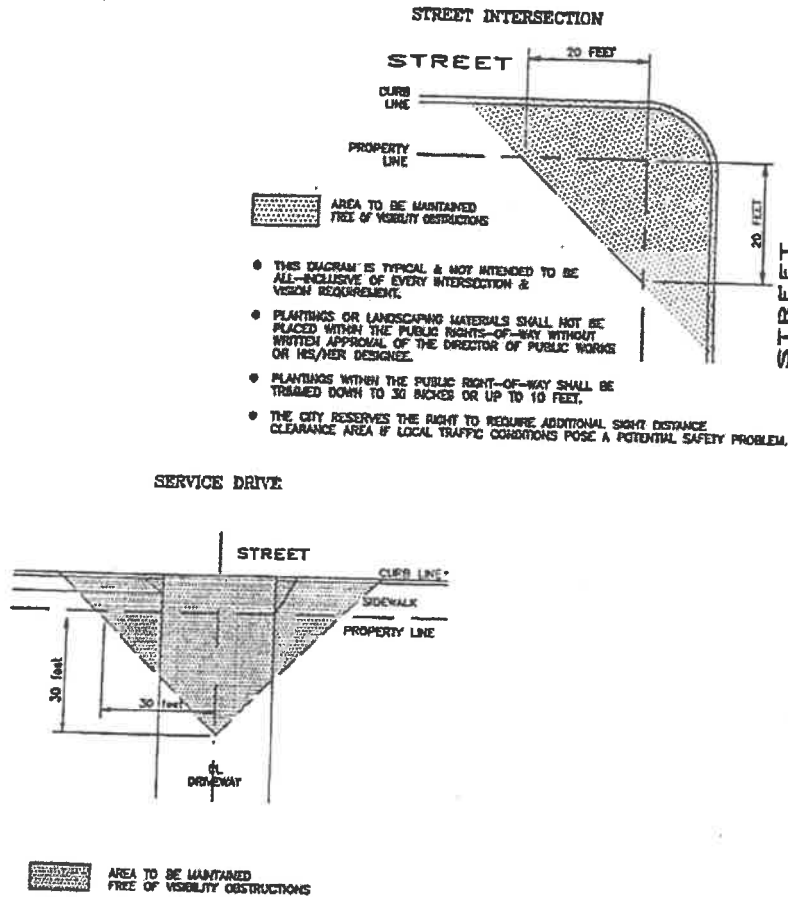 STREET INTERSECTION
STREET
20 FEET
CURB
LINE
PROPERTY
LINE
20 FEET
STREET
AREA TO BE MAINTAINED
FREE OF VISIBILITY OBSTRUCTIONS
● THIS DIAGRAM IS TYPICAL & NOT INTENDED TO BE
ALL-INCLUSIVE OF EVERY INTERSECTION &
VISION REQUIREMENT.
● PLANTINGS OR LANDSCAPING MATERIALS SHALL NOT BE
PLACED WITHIN THE PUBLIC RIGHTS-OF-WAY WITHOUT
WRITTEN APPROVAL OF THE DIRECTOR OF PUBLIC WORKS
OR HIS/HER DESIGNEE.
● PLANTINGS WITHIN THE PUBLIC RIGHT-OF-WAY SHALL BE
TRIMMED DOWN TO 30 INCHES OR UP TO 10 FEET.
● THE CITY RESERVES THE RIGHT TO REQUIRE ADDITIONAL SIGHT DISTANCE
CLEARANCE AREA IF LOCAL TRAFFIC CONDITIONS POSE A POTENTIAL SAFETY PROBLEM.
SERVICE DRIVE
STREET
CURB LINE
SIDEWALK
PROPERTY LINE
30 feet
30 feet
CL
DRIVEWAY
AREA TO BE MAINTAINED
FREE OF VISIBILITY OBSTRUCTIONS